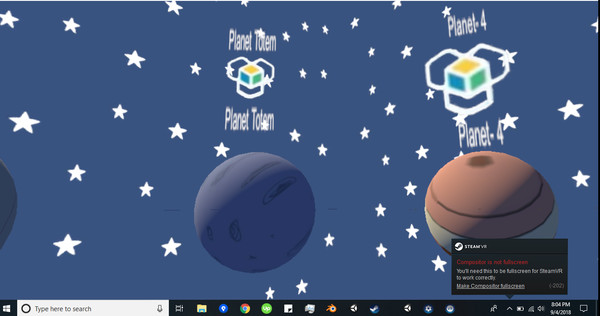 Planet Totem
Planet Totem
Planet- 4
Planet- 4
STEAM VR
Compositor is not fullscreen
You'll need this to be fullscreen for SteamVR
to work correctly.
Make Compositor fullscreen
(-202)
Type here to search
8:04 PM
9/4/2018